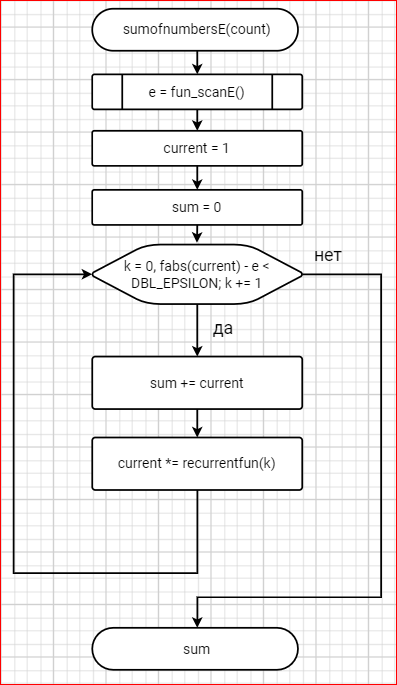 sumofnumbersE(count)
e = fun_scanE()
current = 1
sum = 0
k = 0, fabs(current) - e <
DBL_EPSILON; k += 1
нет
да
sum += current
current *= recurrentfun(k)
sum